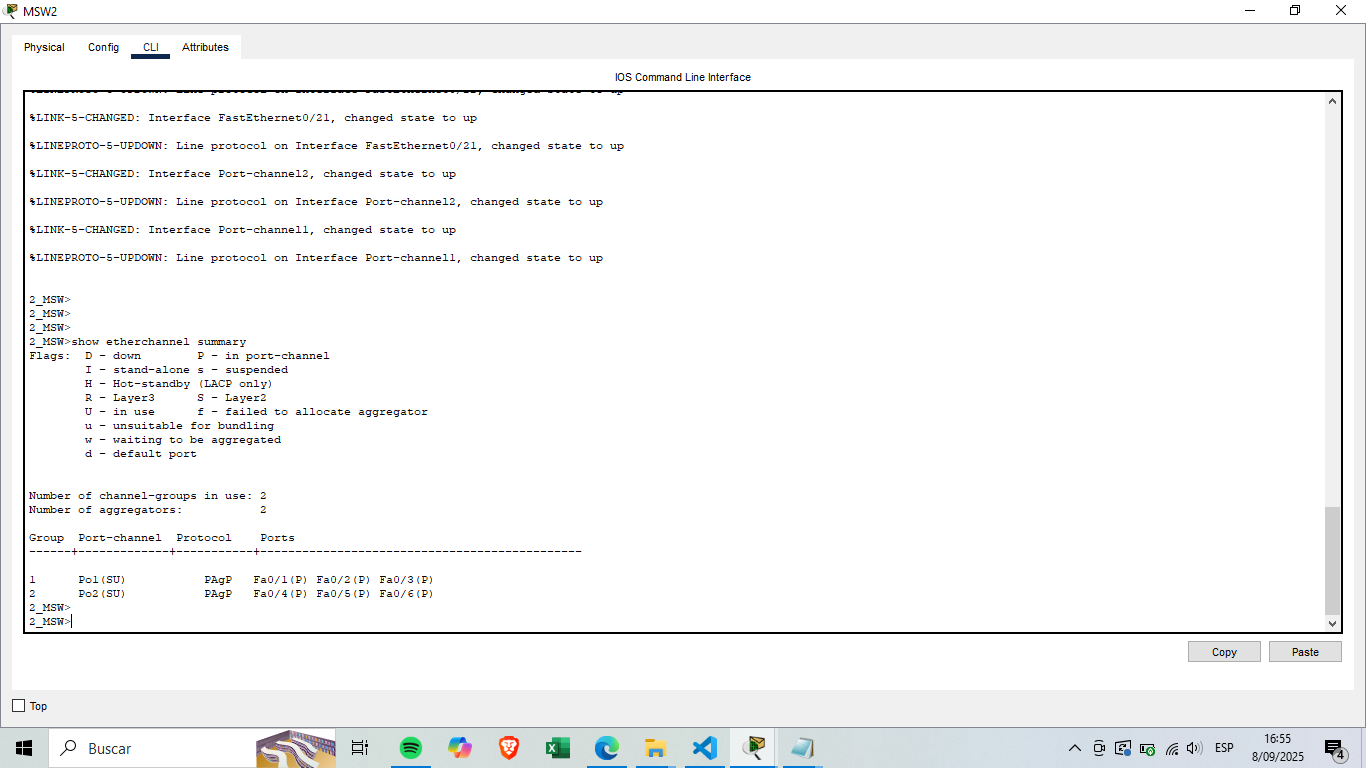 MSW2
Physical Config CLI Attributes
IOS Command Line Interface
%LINK-5-CHANGED: Interface FastEthernet0/21, changed state to up
%LINEPROTO-5-UPDOWN: Line protocol on Interface FastEthernet0/21, changed state to up
%LINK-5-CHANGED: Interface Port-channel2, changed state to up
%LINEPROTO-5-UPDOWN: Line protocol on Interface Port-channel2, changed state to up
%LINK-5-CHANGED: Interface Port-channel1, changed state to up
%LINEPROTO-5-UPDOWN: Line protocol on Interface Port-channel1, changed state to up
2_MSW>
2_MSW>
2_MSW>
2_MSW>show etherchannel summary
Flags:  D - down        P - in port-channel
        I - stand-alone s - suspended
        H - Hot-standby (LACP only)
        R - Layer3      S - Layer2
        U - in use      f - failed to allocate aggregator
        u - unsuitable for bundling
        w - waiting to be aggregated
        d - default port
Number of channel-groups in use: 2
Number of aggregators:           2
Group  Port-channel  Protocol    Ports
------+-------------+-----------+----------------------------------------------
1      Po1(SU)           PAgP   Fa0/1(P) Fa0/2(P) Fa0/3(P)
2      Po2(SU)           PAgP   Fa0/4(P) Fa0/5(P) Fa0/6(P)
2_MSW>
2_MSW>
Copy Paste
Top
Buscar
ESP
16:55
8/09/2025
4